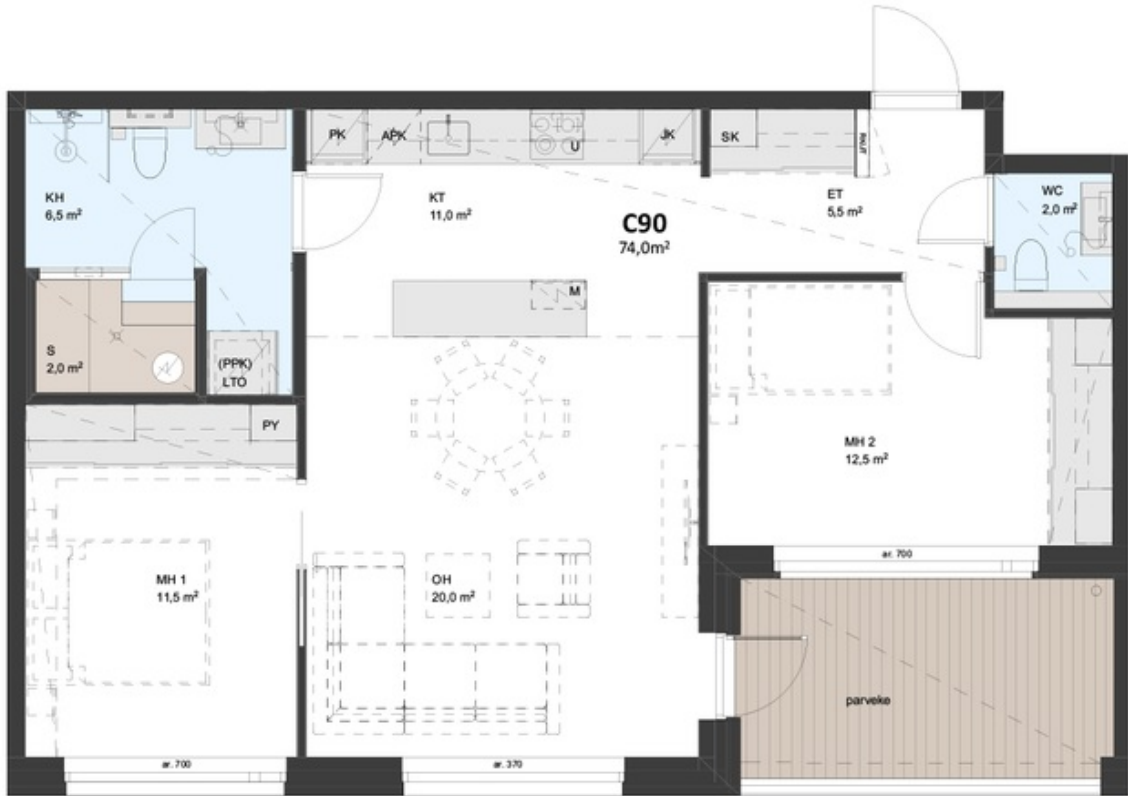 PK
APK
U
JK
SK
KH
6,5 m²
KT
11,0 m²
C90
74,0m²
ET
5,5 m²
WC
2,0 m²
M
S
2,0 m²
(PPK)
LTO
PY
MH 2
12,5 m²
ar. 700
MH 1
11,5 m²
OH
20,0 m²
parveke
ar. 700
ar. 370